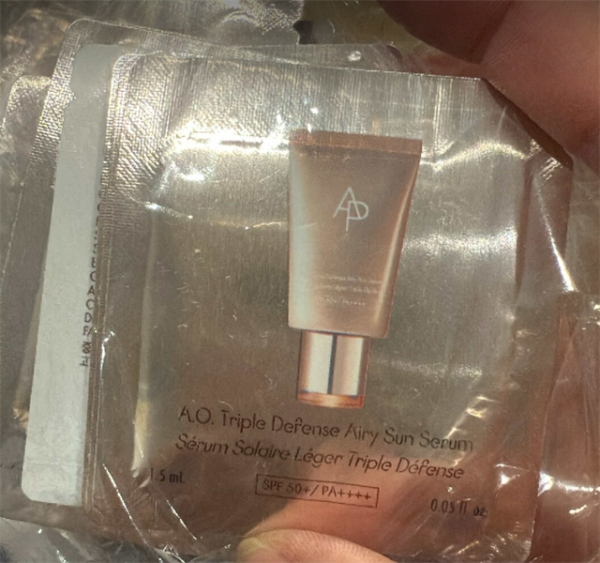 AP
A.O. Triple Defense Airy Sun Serum
Sérum Solaire Léger Triple Défense
1.5 ml
SPF 50+/PA++++
0.05 fl oz